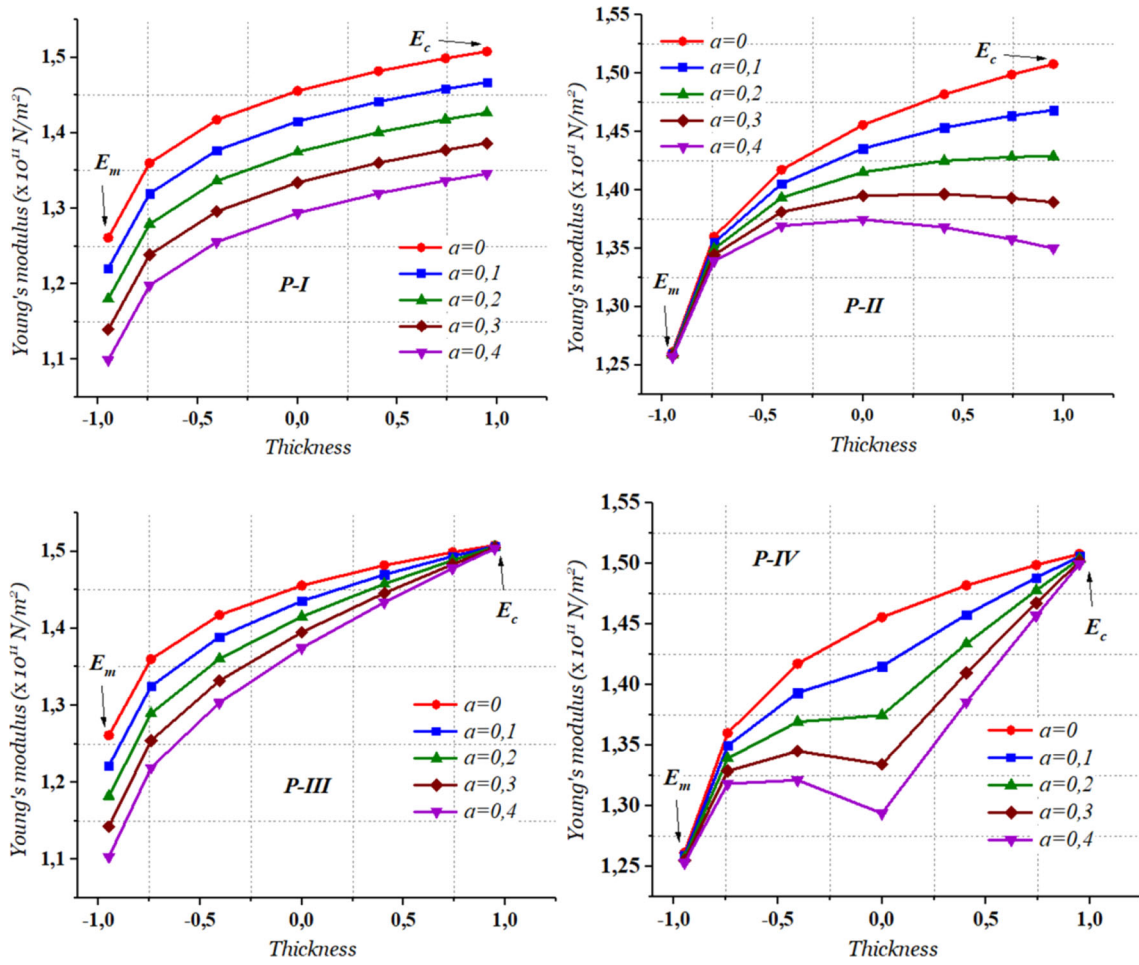 1,5
1,4
1,3
1,2
1,1
Young's modulus (x 10¹¹ N/m²)
E_m
E_c
P-I
a=0
a=0,1
a=0,2
a=0,3
a=0,4
-1,0 -0,5 0,0 0,5 1,0
Thickness
1,55
1,50
1,45
1,40
1,35
1,30
1,25
Young's modulus (x 10¹¹ N/m²)
a=0
a=0,1
a=0,2
a=0,3
a=0,4
E_c
E_m
P-II
-1,0 -0,5 0,0 0,5 1,0
Thickness
1,5
1,4
1,3
1,2
1,1
Young's modulus (x 10¹¹ N/m²)
E_m
E_c
P-III
a=0
a=0,1
a=0,2
a=0,3
a=0,4
-1,0 -0,5 0,0 0,5 1,0
Thickness
1,55
1,50
1,45
1,40
1,35
1,30
1,25
Young's modulus (x 10¹¹ N/m²)
P-IV
E_c
E_m
a=0
a=0,1
a=0,2
a=0,3
a=0,4
-1,0 -0,5 0,0 0,5 1,0
Thickness